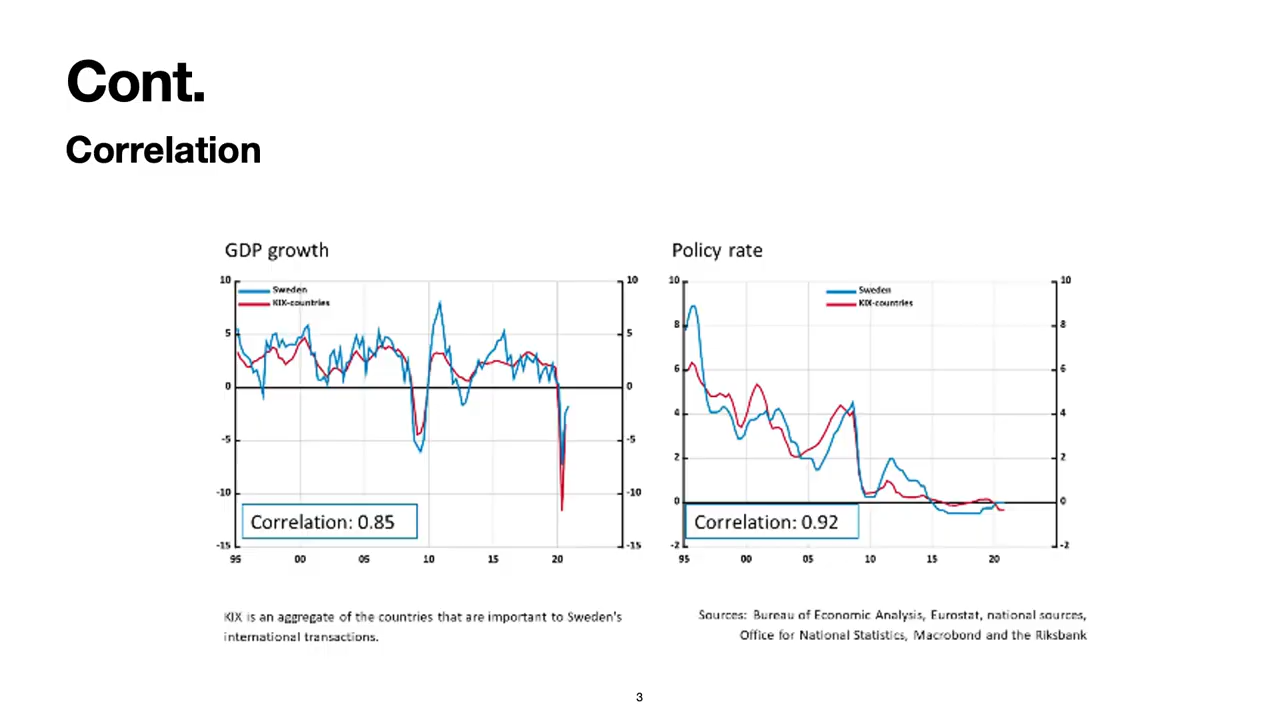 Cont.
Correlation
GDP growth
Sweden
KIX-countries
10
5
0
-5
-10
-15
10
5
0
-5
-10
-15
95
00
05
10
15
20
Correlation: 0.85
Policy rate
Sweden
KIX-countries
10
8
6
4
2
0
-2
10
8
6
4
2
0
-2
95
00
05
10
15
20
Correlation: 0.92
KIX is an aggregate of the countries that are important to Sweden's
international transactions.
Sources: Bureau of Economic Analysis, Eurostat, national sources,
Office for National Statistics, Macrobond and the Riksbank
3